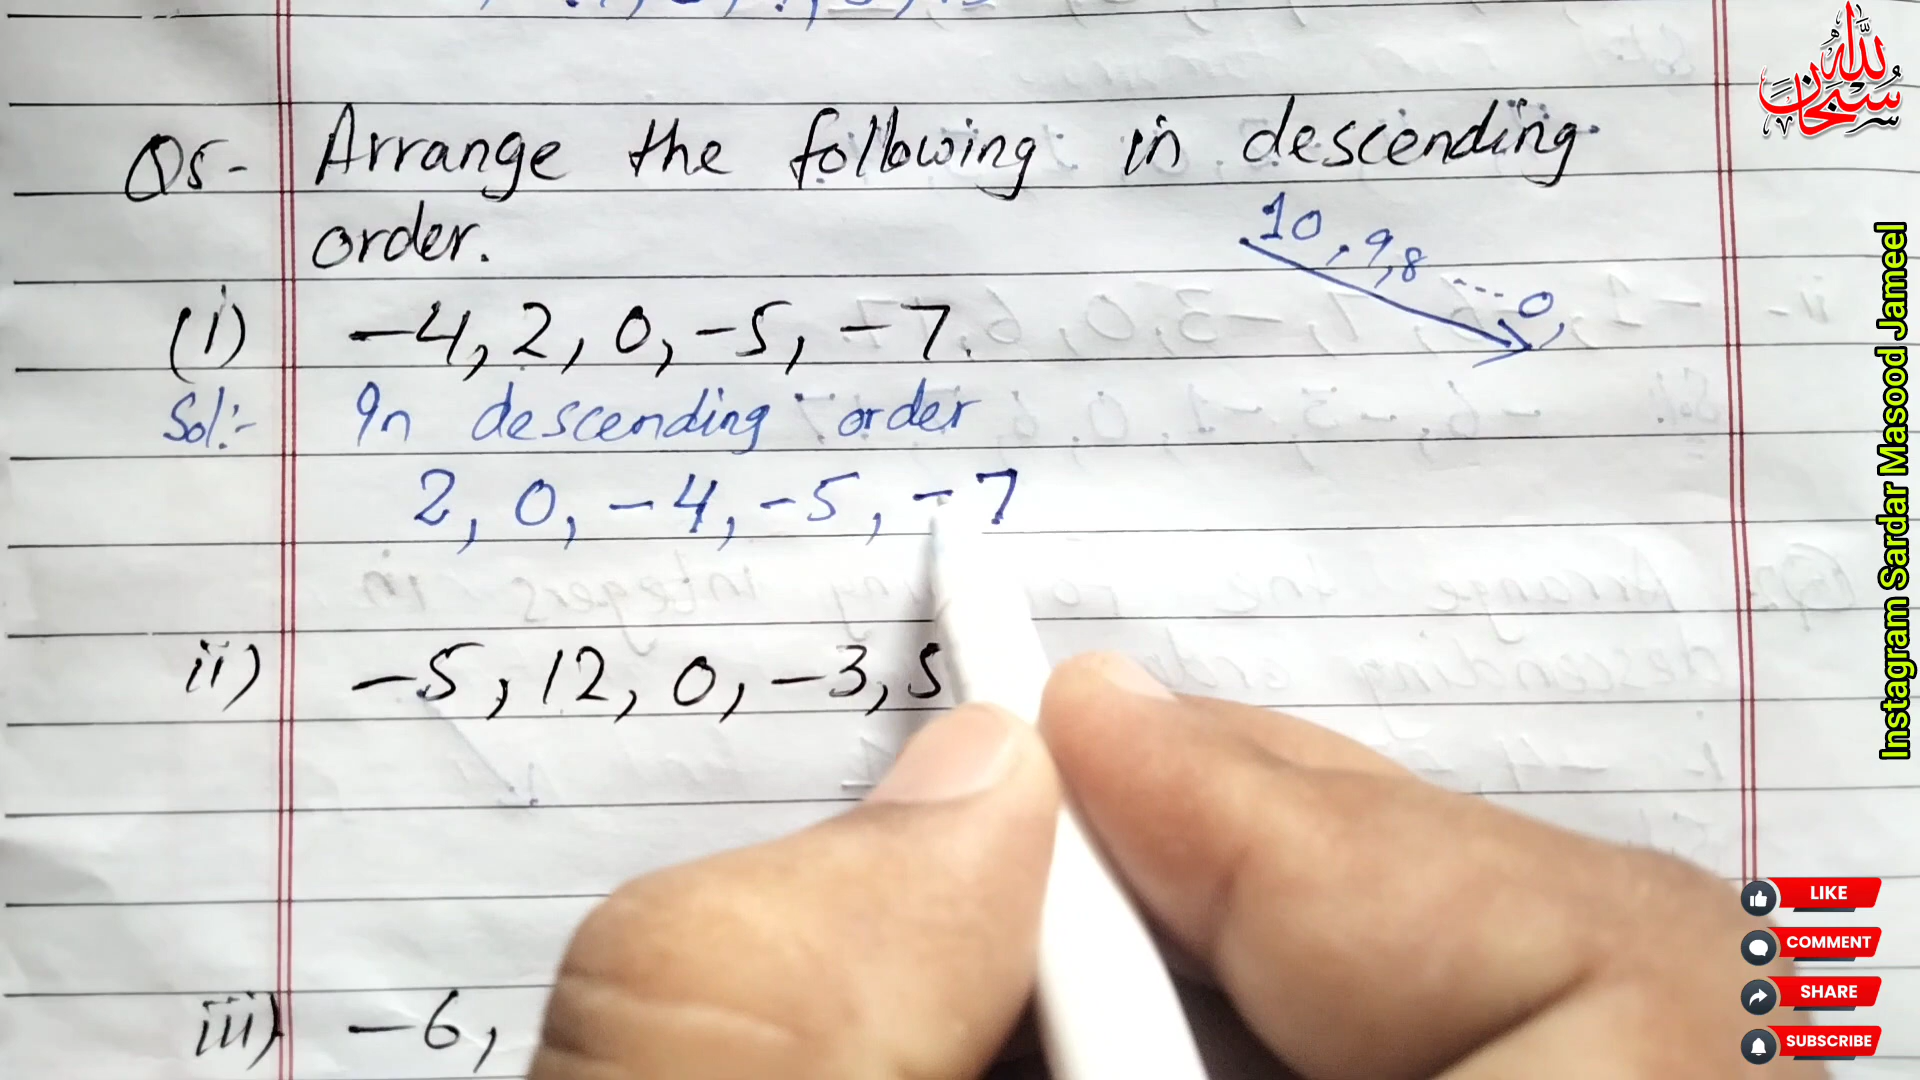 Q5- Arrange the following in descending
order.
10, 9, 8 ---- 0,
(i) -4, 2, 0, -5, -7.
Sol:- In descending order
2, 0, -4, -5, -7
ii) -5, 12, 0, -3, 5
iii) -6,
سُبْحَانَ اللّٰه
Instagram Sardar Masood Jameel
LIKE
COMMENT
SHARE
SUBSCRIBE